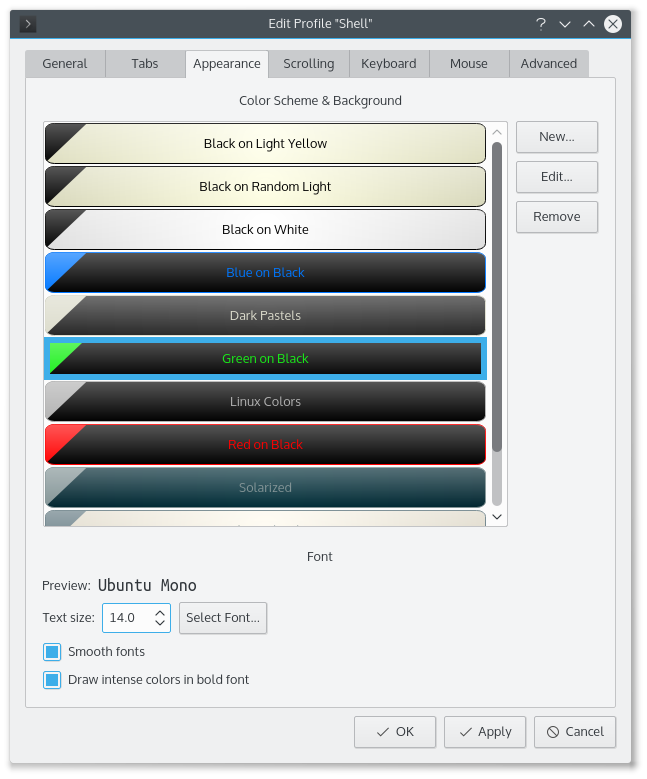 Edit Profile "Shell"
General Tabs Appearance Scrolling Keyboard Mouse Advanced
Color Scheme & Background
Black on Light Yellow
New...
Black on Random Light
Edit...
Black on White
Remove
Blue on Black
Dark Pastels
Green on Black
Linux Colors
Red on Black
Solarized
Font
Preview: Ubuntu Mono
Text size: 14.0 Select Font...
Smooth fonts
Draw intense colors in bold font
OK Apply Cancel